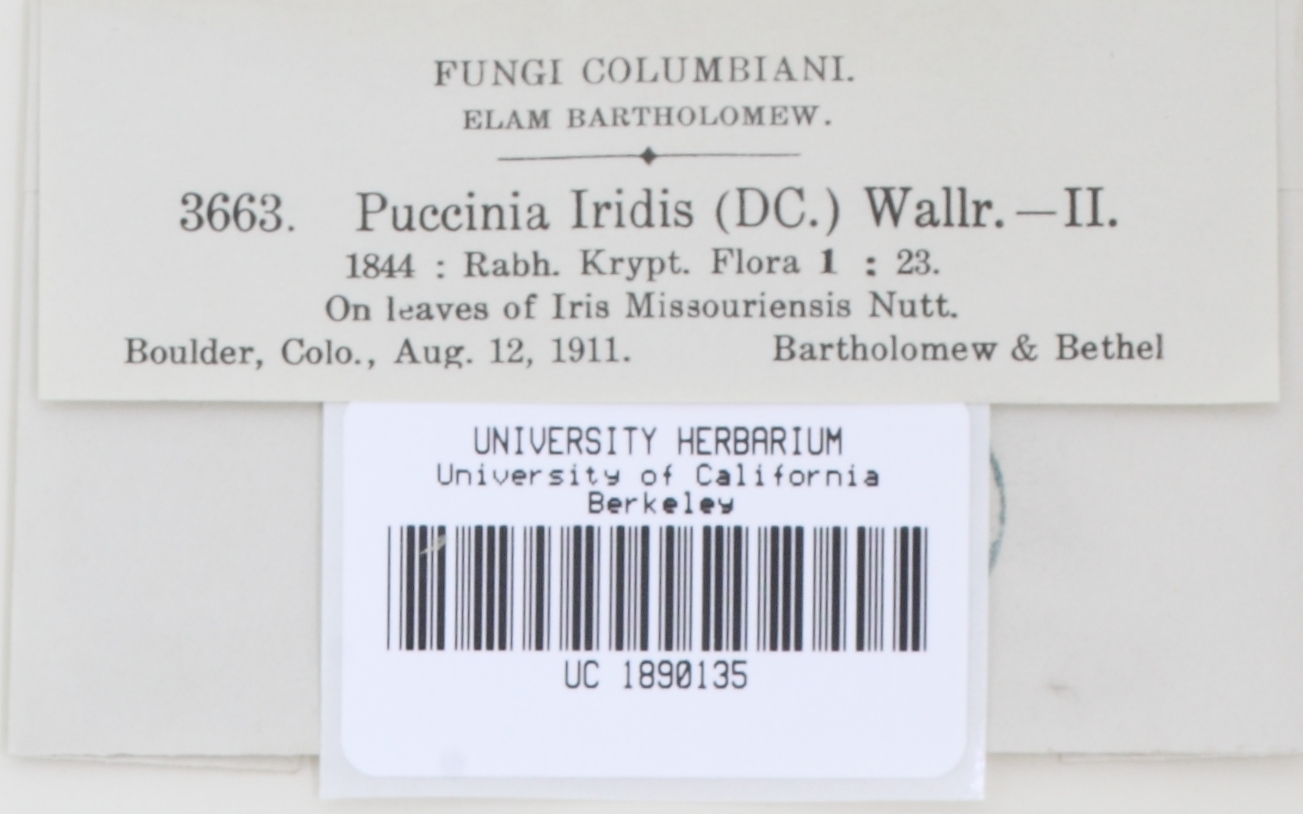 FUNGI COLUMBIANI.
ELAM BARTHOLOMEW.
3663. Puccinia Iridis (DC.) Wallr.—II.
1844 : Rabh. Krypt. Flora 1 : 23.
On leaves of Iris Missouriensis Nutt.
Boulder, Colo., Aug. 12, 1911. Bartholomew & Bethel
UNIVERSITY HERBARIUM
University of California
Berkeley
UC 1890135